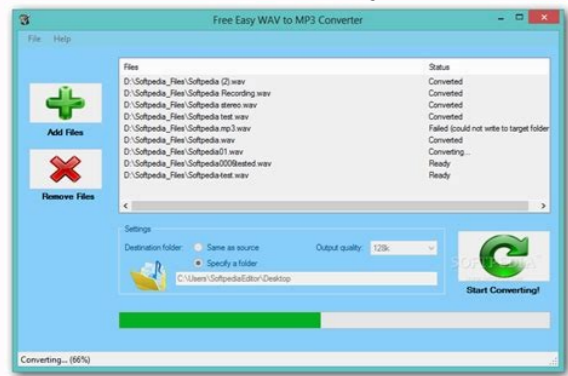 Free Easy WAV to MP3 Converter
File Help
Files Status
D:\Softpedia_Files\Softpedia (2).wav Converted
D:\Softpedia_Files\Softpedia Recording.wav Converted
D:\Softpedia_Files\Softpedia stereo.wav Converted
D:\Softpedia_Files\Softpedia test.wav Converted
D:\Softpedia_Files\Softpedia.mp3.wav Failed (could not write to target folder
D:\Softpedia_Files\Softpedia.wav Converted
D:\Softpedia_Files\Softpedia01.wav Converting...
D:\Softpedia_Files\Softpedia0006tested.wav Ready
D:\Softpedia_Files\Softpedia-test.wav Ready
Add Files
Remove Files
Settings
Destination folder: Same as source Output quality: 128k
Specify a folder
C:\Users\SoftpediaEditor\Desktop
SOFTPEDIA
Start Converting!
Converting... (66%)